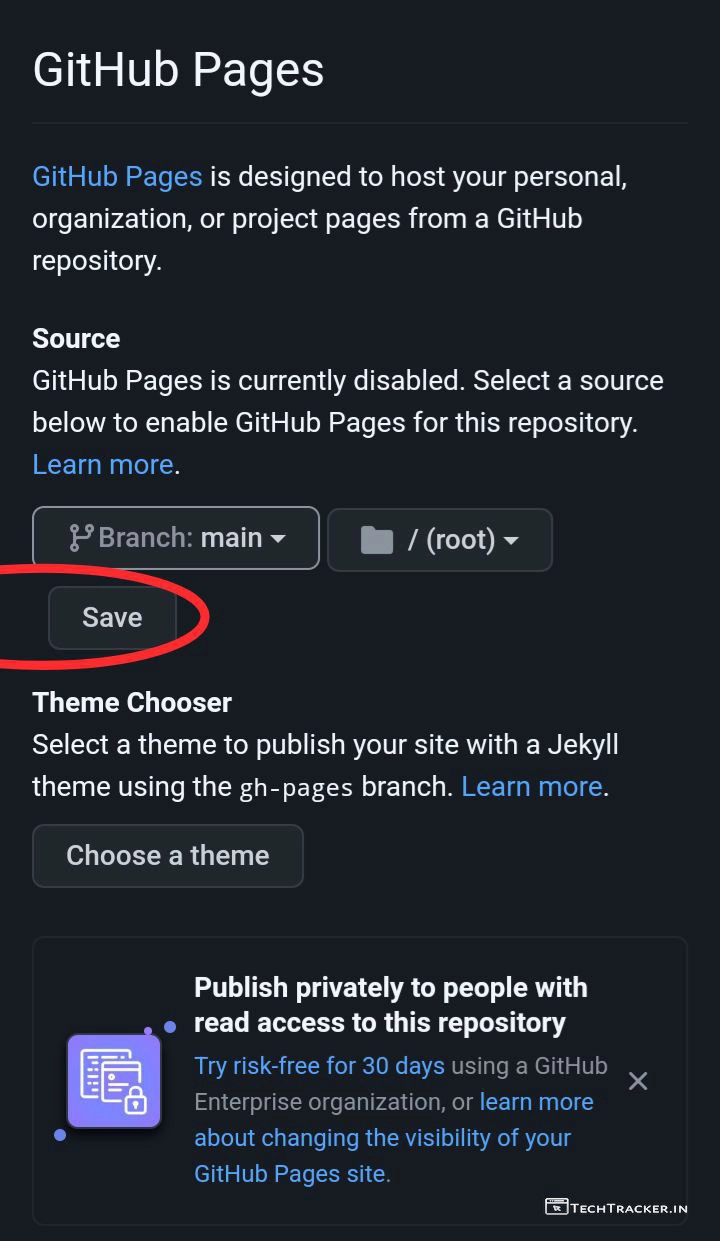 GitHub Pages
GitHub Pages is designed to host your personal,
organization, or project pages from a GitHub
repository.
Source
GitHub Pages is currently disabled. Select a source
below to enable GitHub Pages for this repository.
Learn more.
Branch: main
/ (root)
Save
Theme Chooser
Select a theme to publish your site with a Jekyll
theme using the gh-pages branch. Learn more.
Choose a theme
Publish privately to people with
read access to this repository
Try risk-free for 30 days using a GitHub
Enterprise organization, or learn more
about changing the visibility of your
GitHub Pages site.
TECHTRACKER.IN